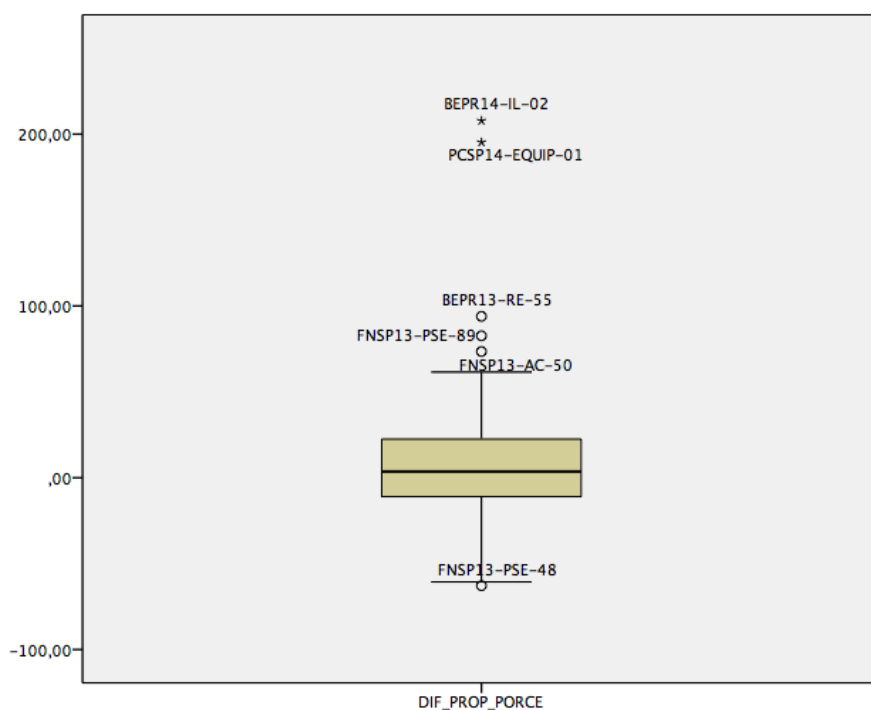 BEPR14-IL-02
200,00
PCSP14-EQUIP-01
BEPR13-RE-55
100,00
FNSP13-PSE-89
FNSP13-AC-50
,00
FNSP13-PSE-48
-100,00
DIF_PROP_PORCE